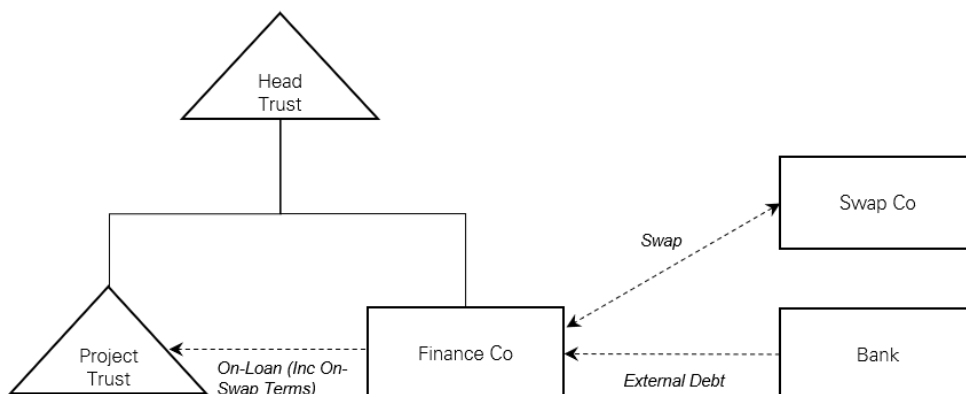 Head
Trust
Swap Co
Swap
Project
Trust
On-Loan (Inc On-
Swap Terms)
Finance Co
External Debt
Bank